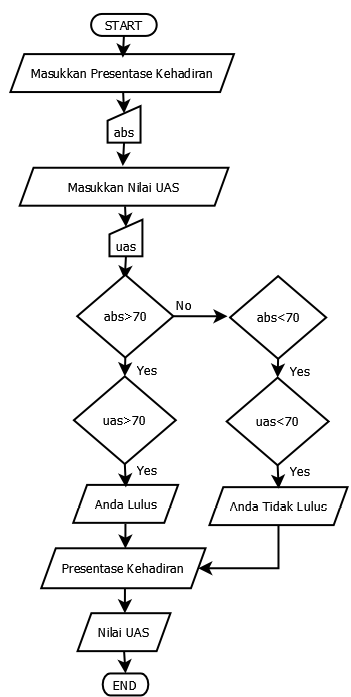 START
Masukkan Presentase Kehadiran
abs
Masukkan Nilai UAS
uas
abs>70
No
abs<70
Yes
Yes
uas>70
uas<70
Yes
Yes
Anda Lulus
Anda Tidak Lulus
Presentase Kehadiran
Nilai UAS
END